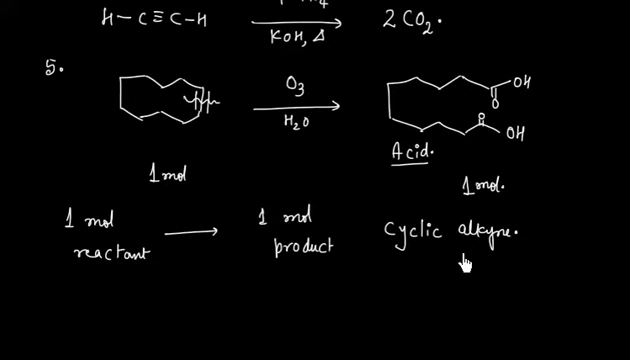 H-C≡C-H KOH, Δ 2 CO2.
5.
O3
H2O
OH
O
O
OH
Acid.
1 mol
1 mol.
1 mol reactant → 1 mol product
Cyclic alkyne.